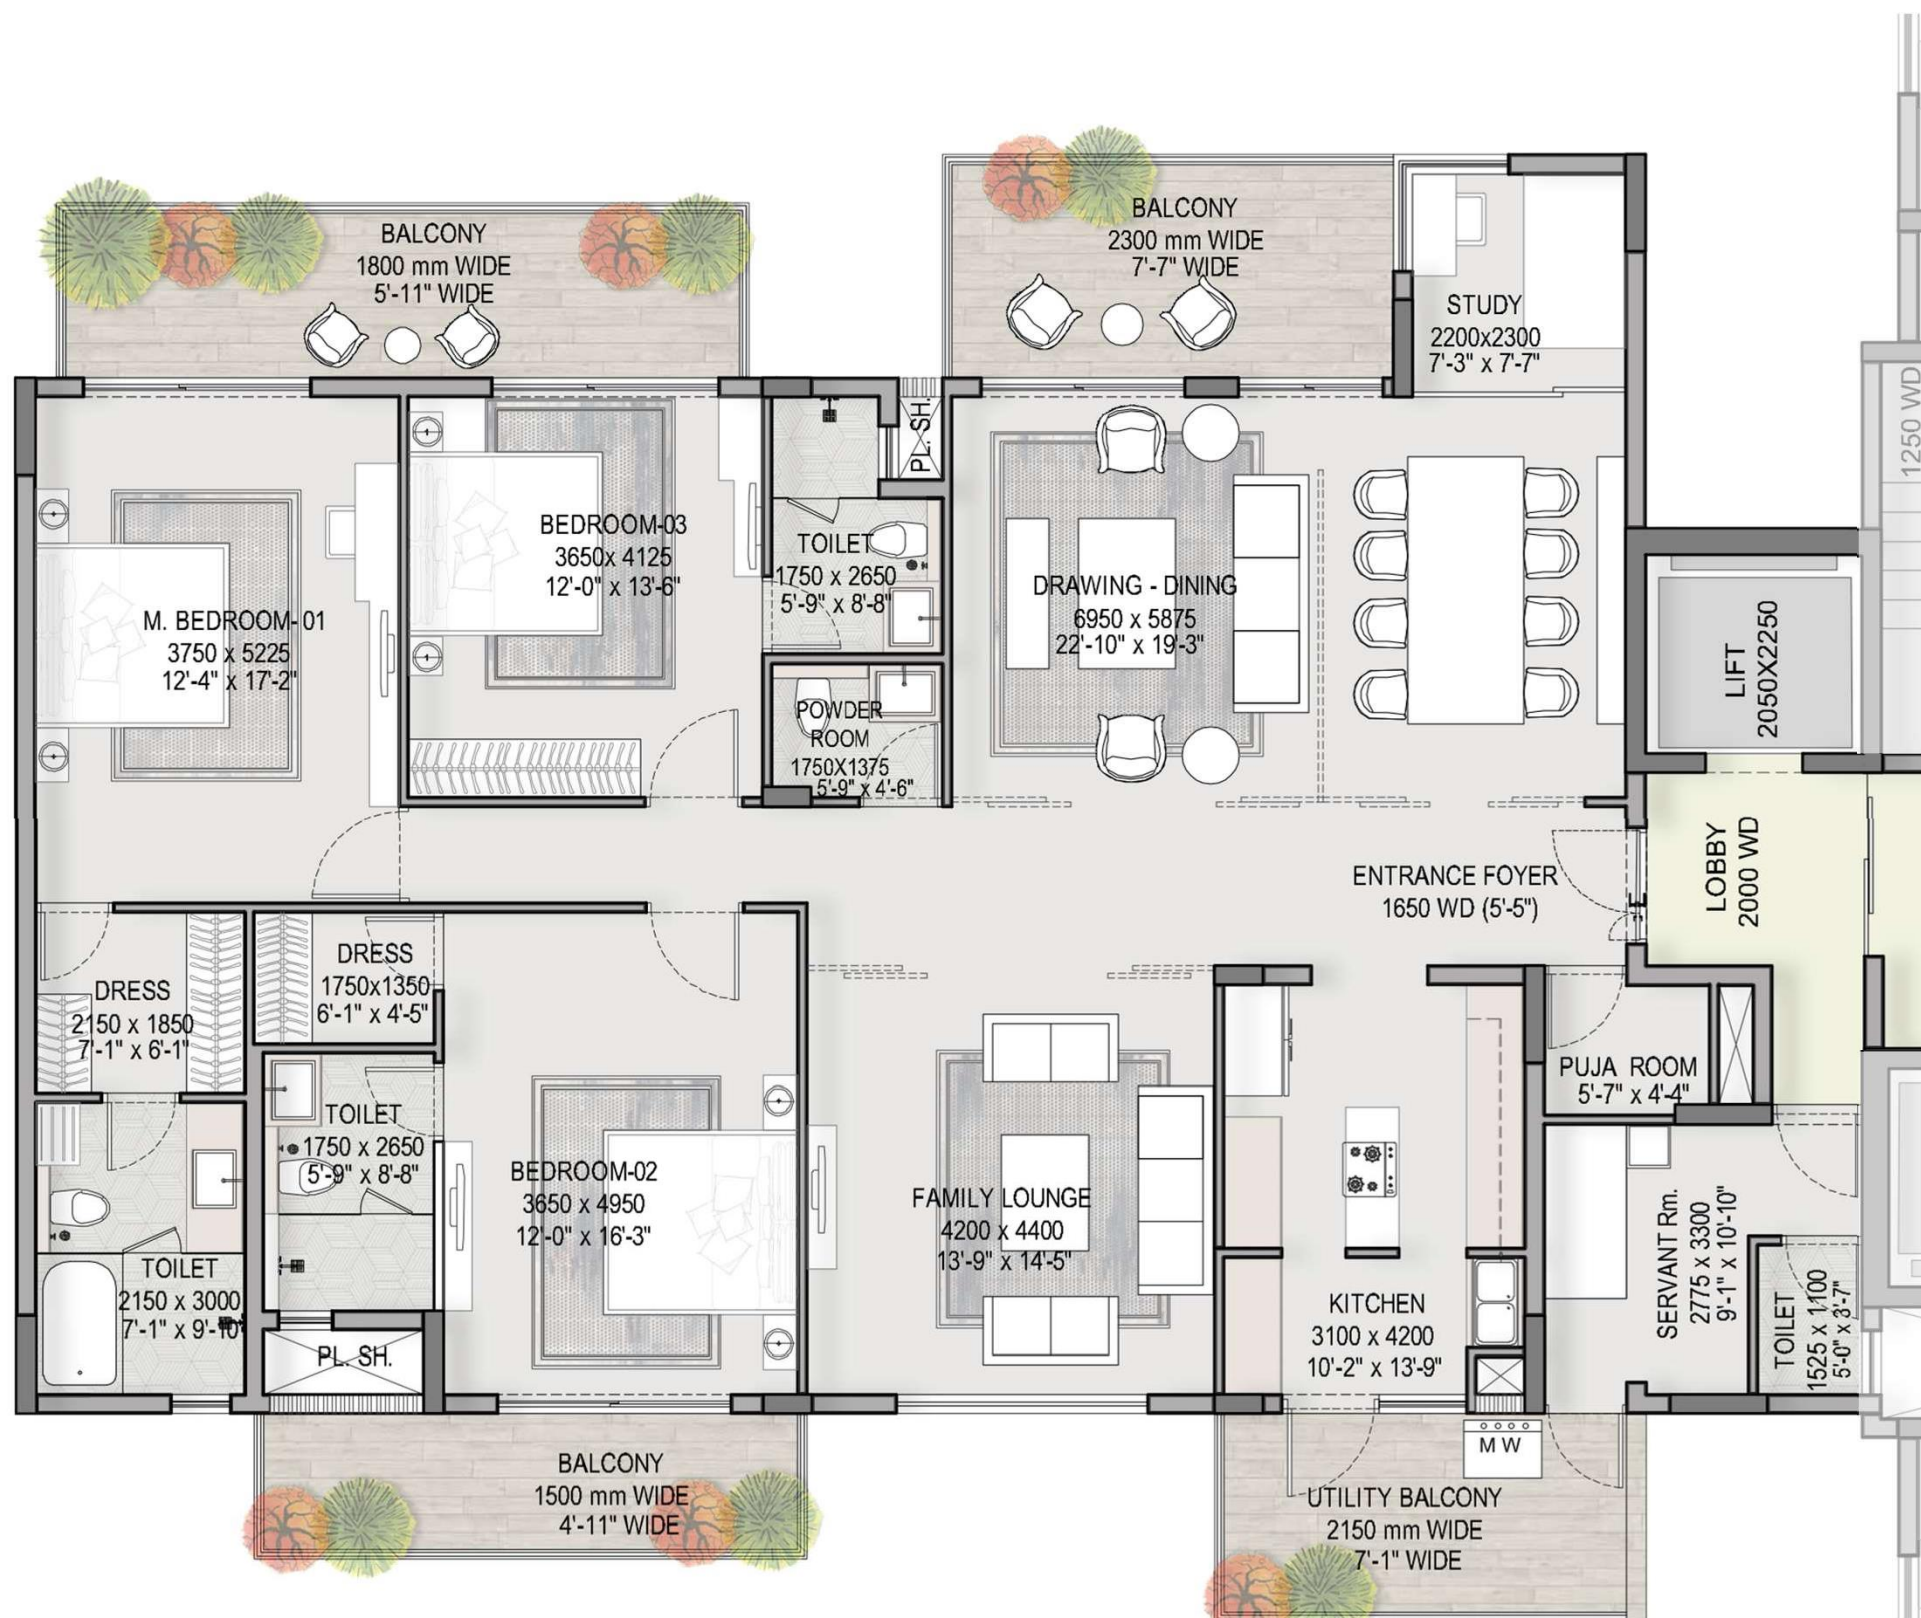 BALCONY
1800 mm WIDE
5'-11" WIDE
BALCONY
2300 mm WIDE
7'-7" WIDE
STUDY
2200x2300
7'-3" x 7'-7"
1250 WD
PL. SH.
BEDROOM-03
3650x 4125
12'-0" x 13'-6"
TOILET
1750 x 2650
5'-9" x 8'-8"
M. BEDROOM-01
3750 x 5225
12'-4" x 17'-2"
DRAWING - DINING
6950 x 5875
22'-10" x 19'-3"
LIFT
2050X2250
POWDER
ROOM
1750X1375
5'-9" x 4'-6"
LOBBY
2000 WD
ENTRANCE FOYER
1650 WD (5'-5")
DRESS
2150 x 1850
7'-1" x 6'-1"
DRESS
1750x1350
6'-1" x 4'-5"
PUJA ROOM
5'-7" x 4'-4"
TOILET
1750 x 2650
5'-9" x 8'-8"
BEDROOM-02
3650 x 4950
12'-0" x 16'-3"
FAMILY LOUNGE
4200 x 4400
13'-9" x 14'-5"
SERVANT Rm.
2775 x 3300
9'-1" x 10'-10"
TOILET
2150 x 3000
7'-1" x 9'-10"
KITCHEN
3100 x 4200
10'-2" x 13'-9"
TOILET
1525 x 1100
5'-0" x 3'-7"
PL. SH.
M W
BALCONY
1500 mm WIDE
4'-11" WIDE
UTILITY BALCONY
2150 mm WIDE
7'-1" WIDE